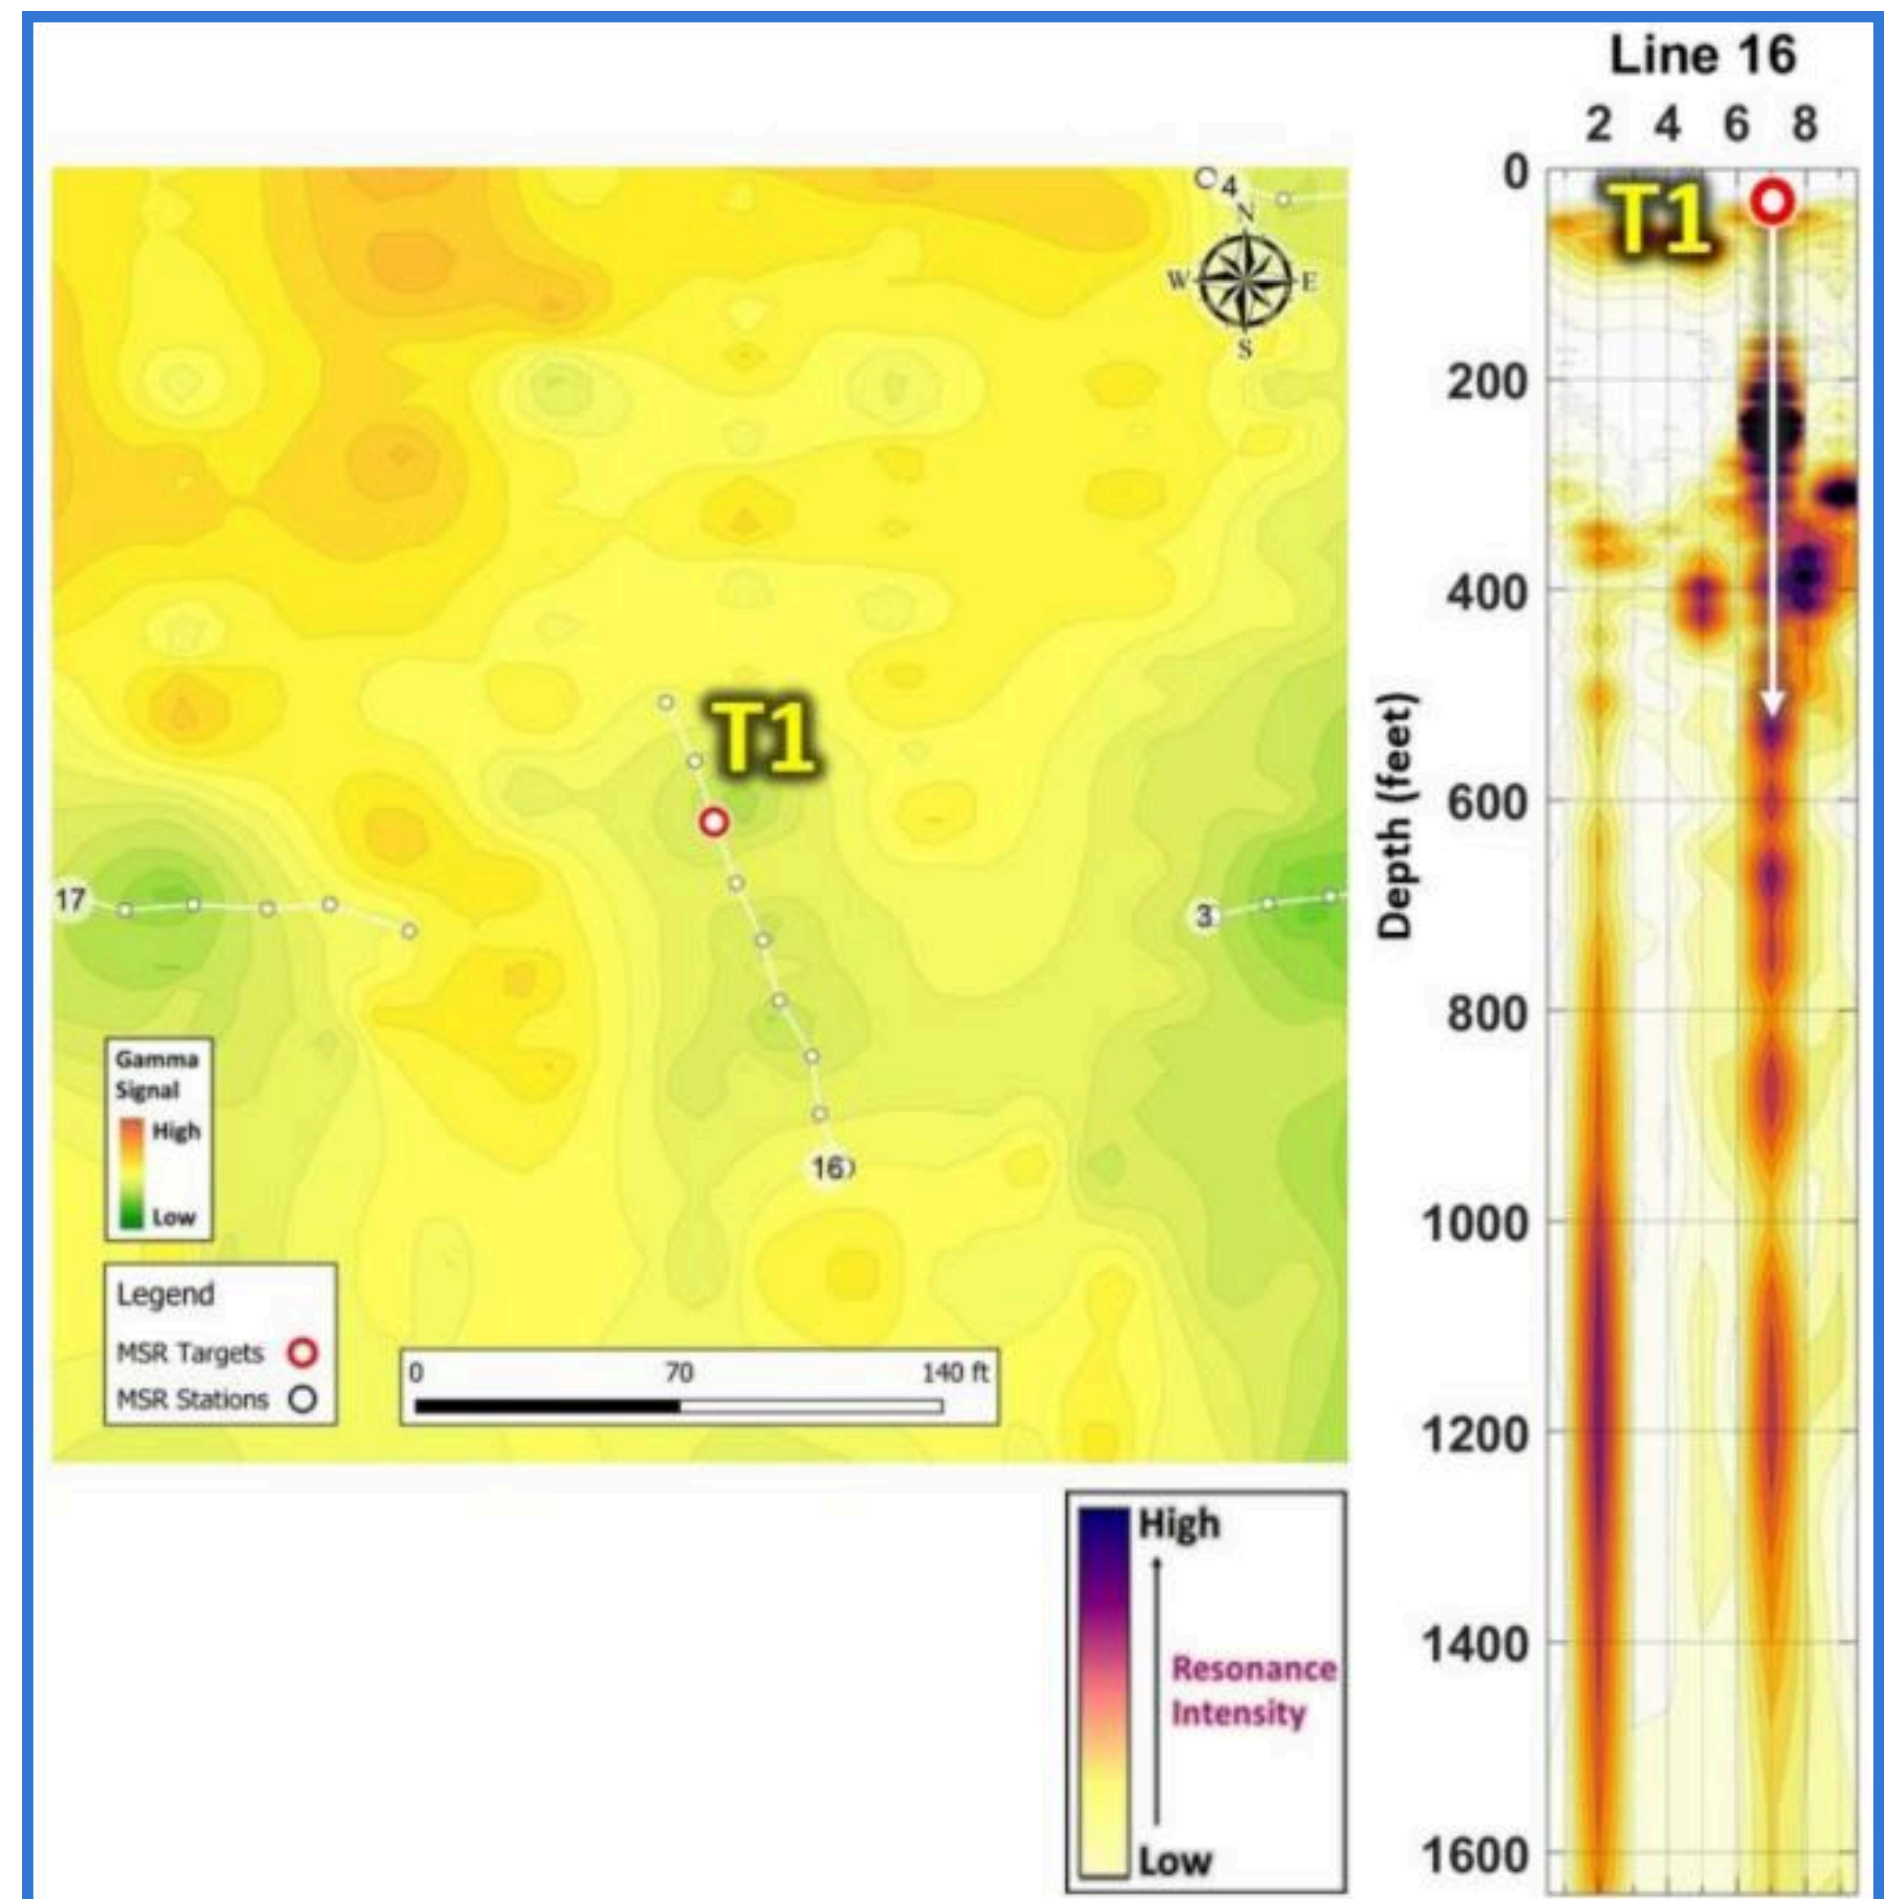 Line 16
2 4 6 8
T1
0
200
400
600
800
1000
1200
1400
1600
Depth (feet)
4
N
W E
S
T1
17
3
16
Gamma
Signal
High
Low
Legend
MSR Targets
MSR Stations
0 70 140 ft
High
Resonance
Intensity
Low